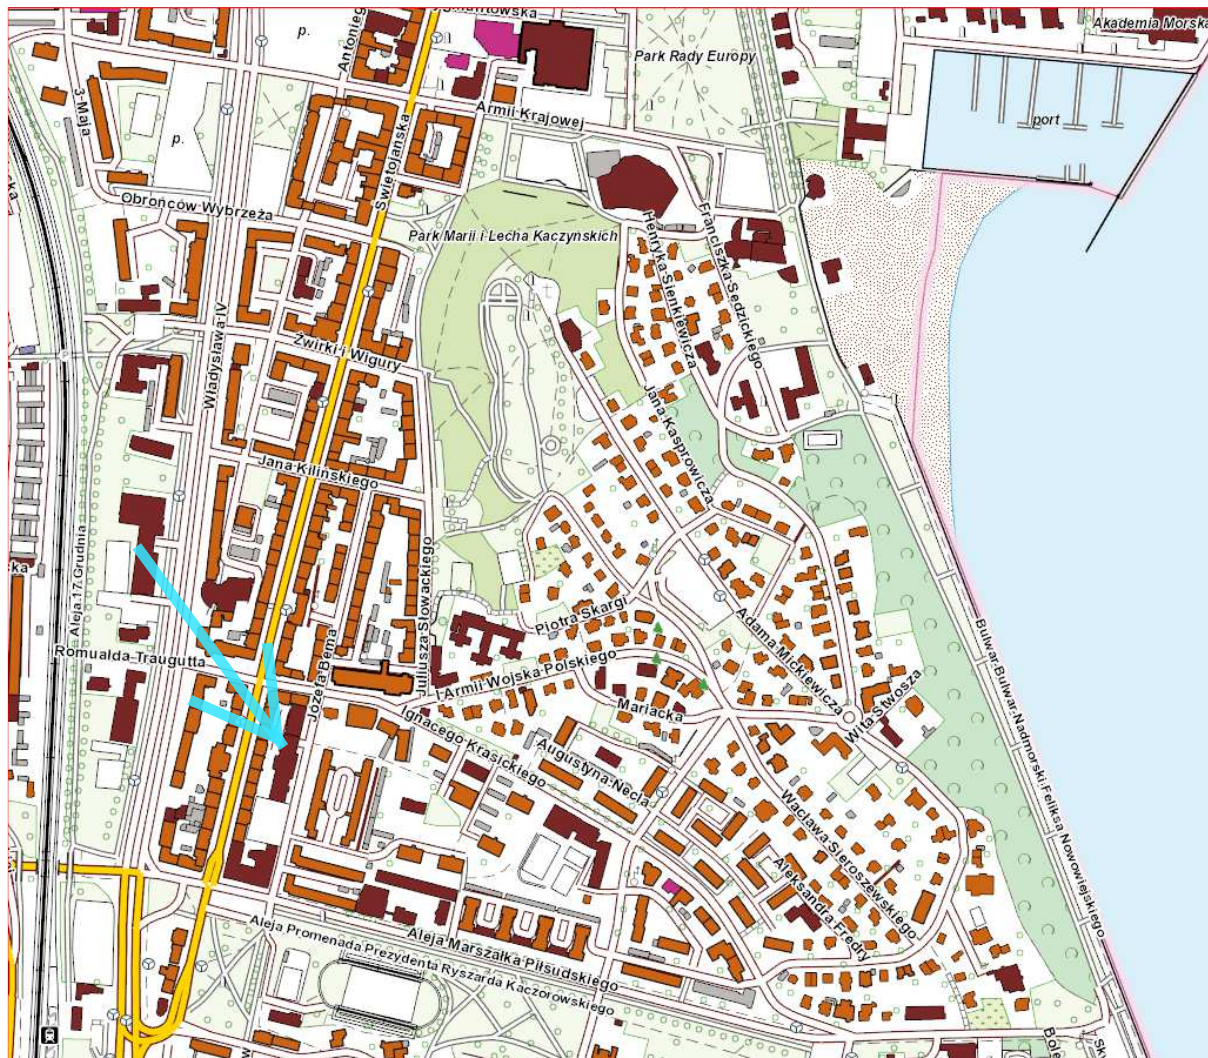 Akademia Morska
Park Rady Europy
p.
3 Maja
Armii Krajowej
port
p.
Świętojańska
Obrońców Wybrzeża
Park Marii i Lecha Kaczyńskich
Henryka Sienkiewicza
Franciszka Sędzickiego
Władysława IV
Żwirki i Wigury
Jana Kasprowicza
Jana Kilińskiego
Aleja 17 Grudnia
Juliusza Słowackiego
ska
Piotra Skargi
Adama Mickiewicza
Romualda Traugutta
Józefa Bema
I Armii Wojska Polskiego
Mariacka
Wita Stwosza
Bulwar Bulwar Nadmorski Feliksa Nowowiejskiego
Ignacego Krasickiego
Augustyna Necla
Wacława Sieroszewskiego
Aleksandra Fredry
Aleja Promenada Prezydenta Ryszarda Kaczorowskiego
Aleja Marszałka Piłsudskiego